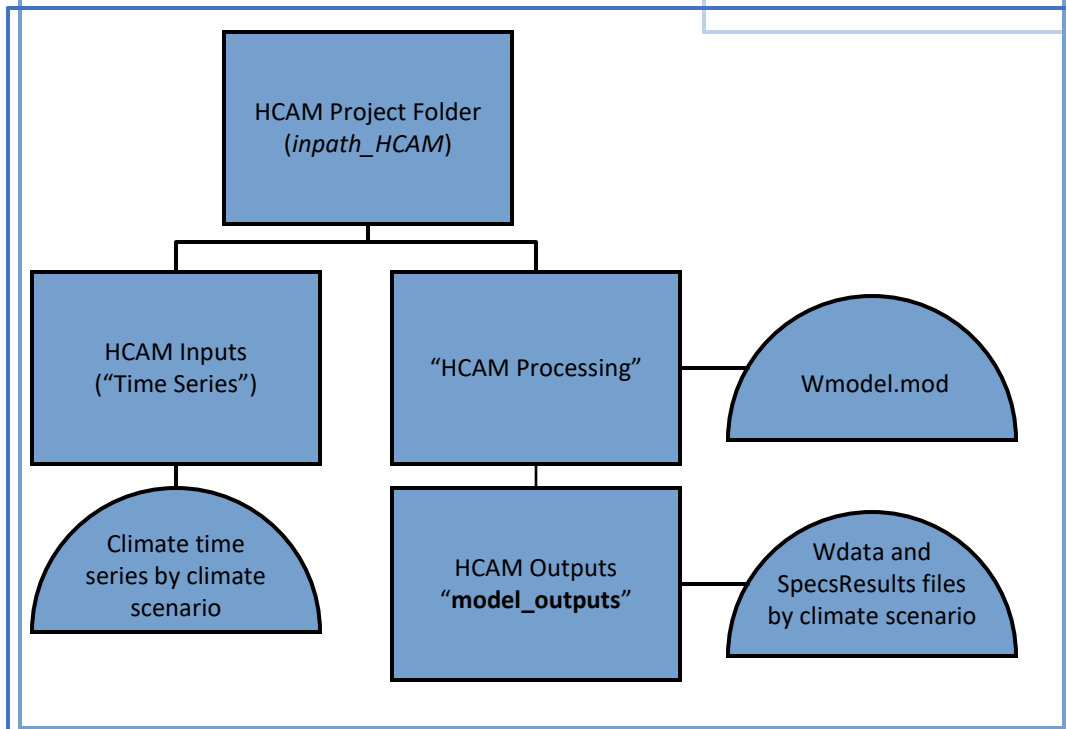 HCAM Project Folder
(inpath_HCAM)
HCAM Inputs
(“Time Series”)
“HCAM Processing”
Wmodel.mod
Climate time
series by climate
scenario
HCAM Outputs
“model_outputs”
Wdata and
SpecsResults files
by climate scenario